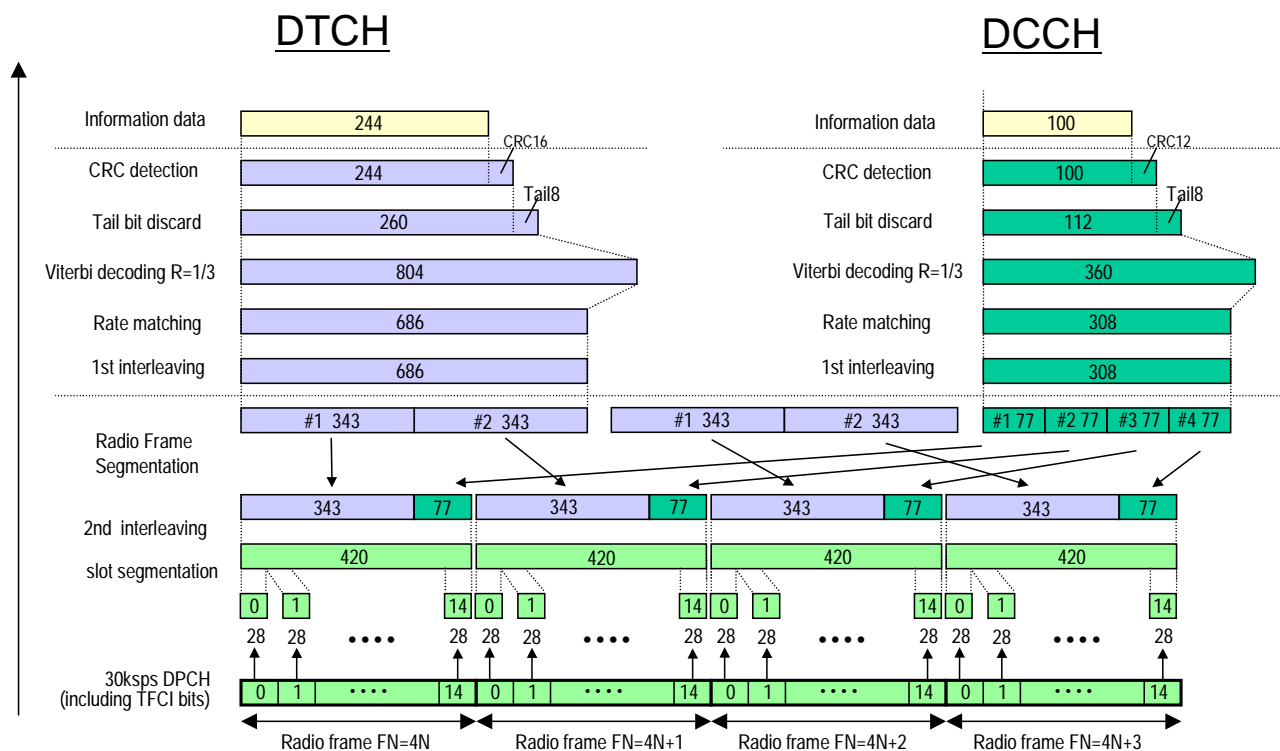 DTCH
DCCH
Information data
244
Information data
100
CRC16
CRC12
CRC detection
244
CRC detection
100
Tail8
Tail8
Tail bit discard
260
Tail bit discard
112
Viterbi decoding R=1/3
804
Viterbi decoding R=1/3
360
Rate matching
686
Rate matching
308
1st interleaving
686
1st interleaving
308
Radio Frame
Segmentation
#1 343
#2 343
#1 343
#2 343
#1 77
#2 77
#3 77
#4 77
2nd interleaving
343
77
343
77
343
77
343
77
slot segmentation
420
420
420
420
0
1
14
0
1
14
0
1
14
0
1
14
28
28
••••
28
28
28
••••
28
28
28
••••
28
28
28
••••
28
30ksps DPCH
(including TFCI bits)
0
1
••••
14
0
1
••••
14
0
1
••••
14
0
1
••••
14
Radio frame FN=4N
Radio frame FN=4N+1
Radio frame FN=4N+2
Radio frame FN=4N+3